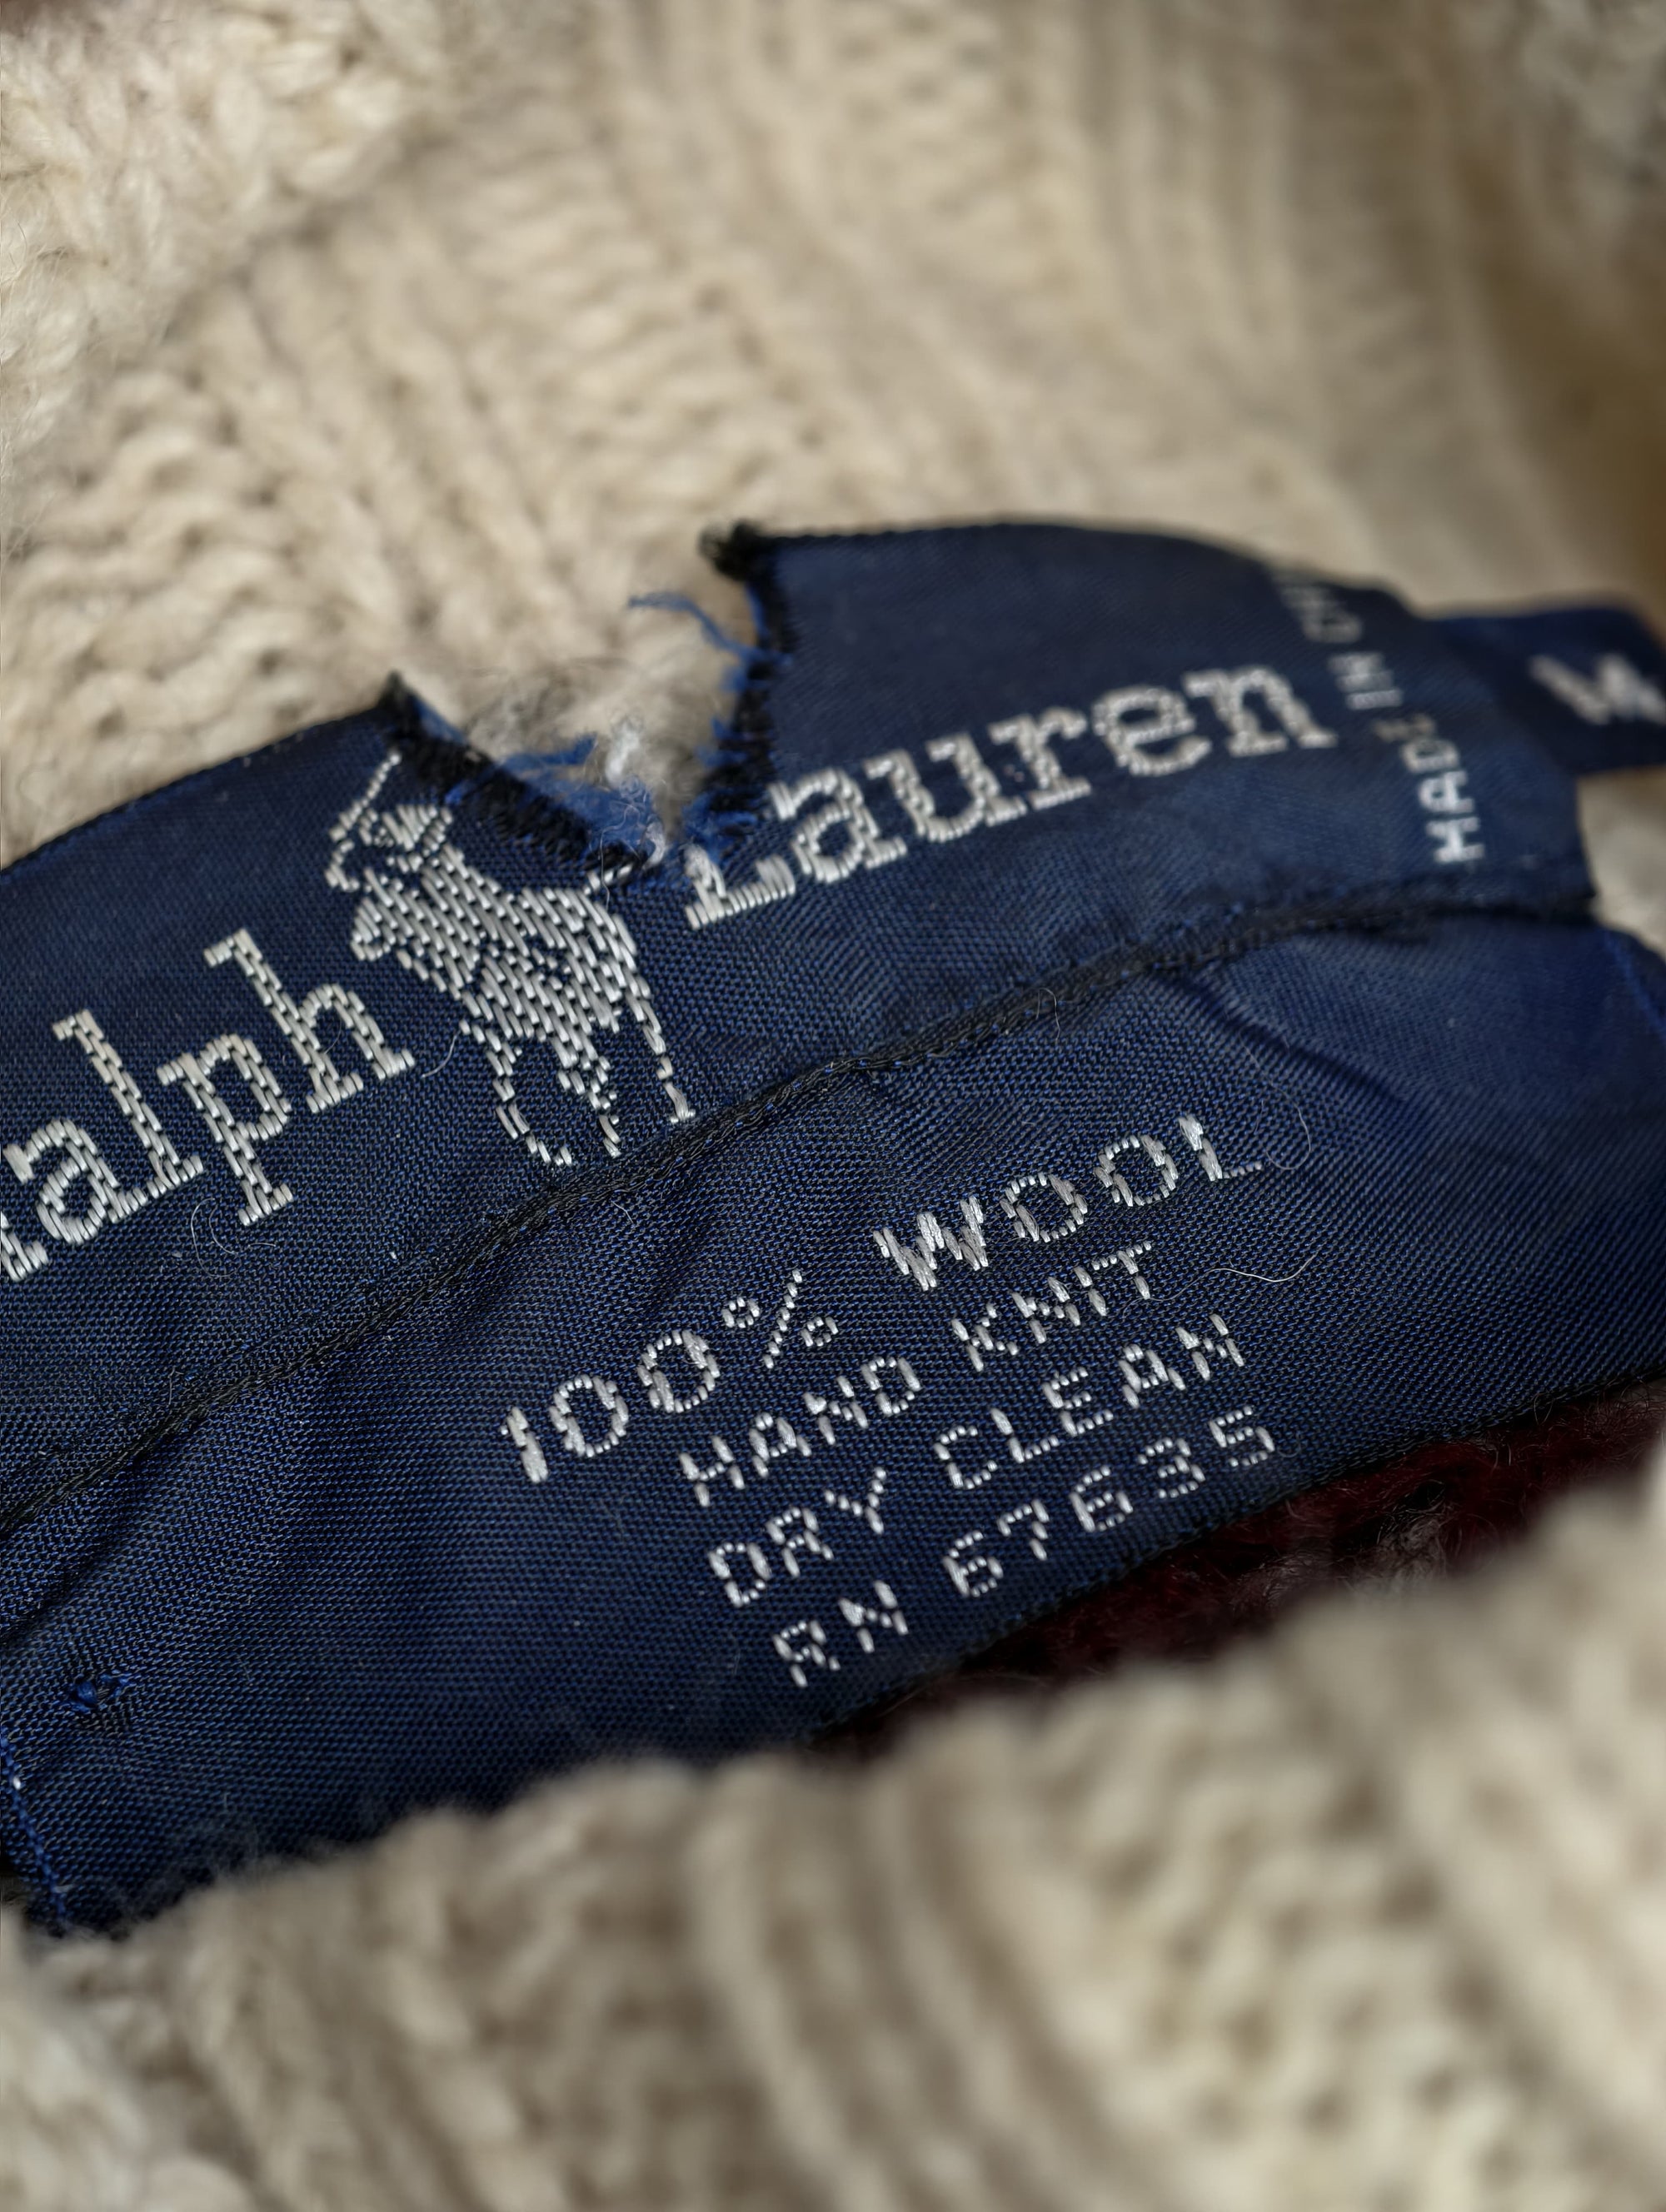 alph Lauren
MADE IN
M
100% WOOL
HAND KNIT
DRY CLEAN
RN 67635